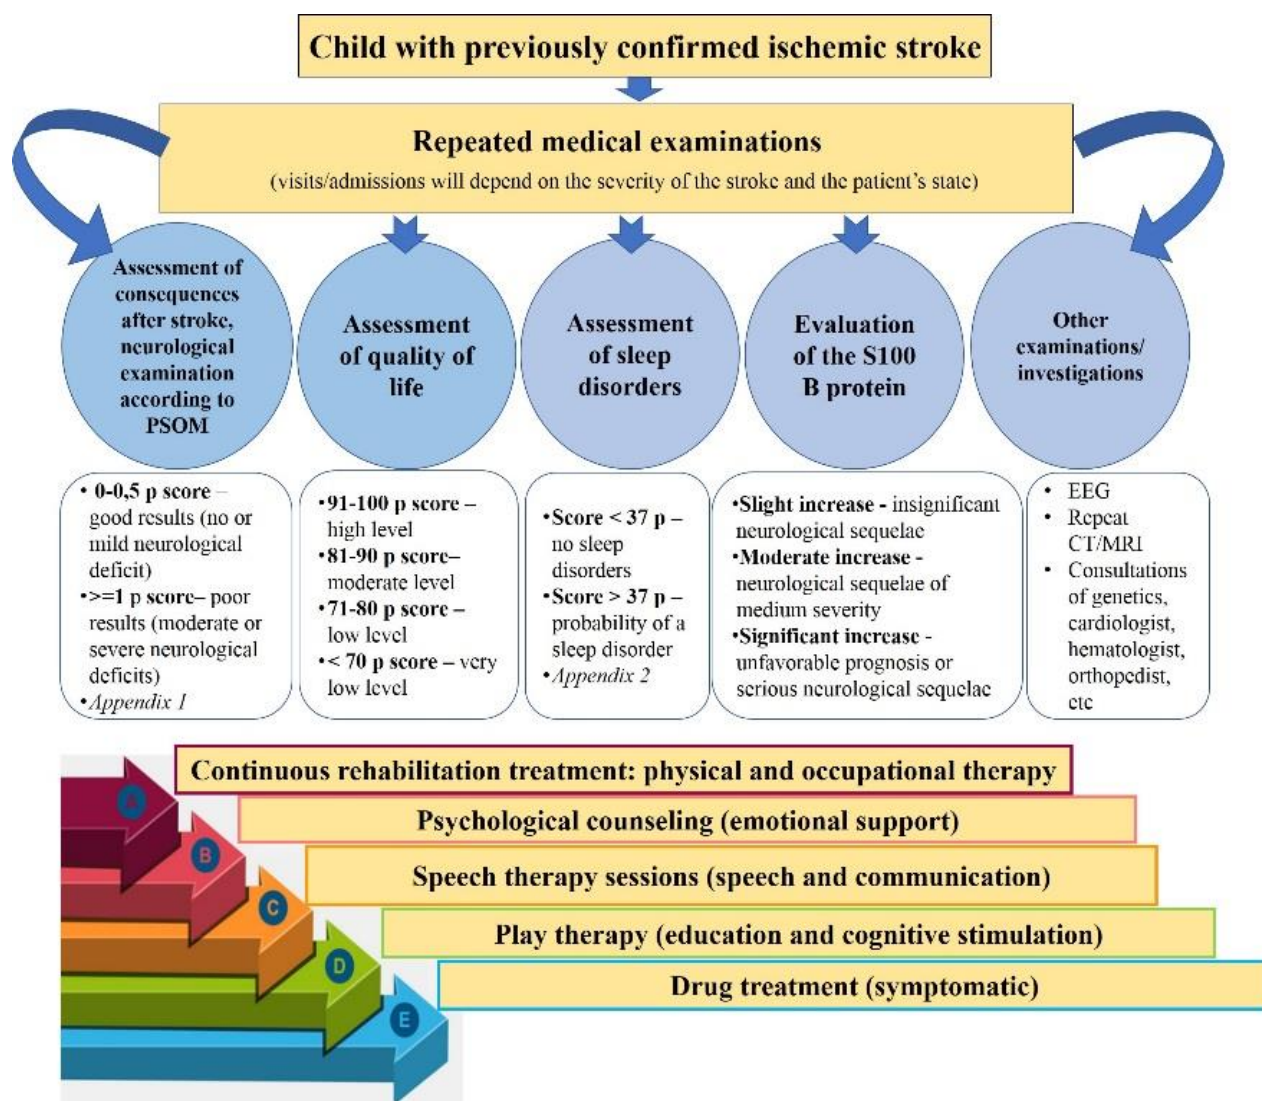 Child with previously confirmed ischemic stroke
Repeated medical examinations
(visits/admissions will depend on the severity of the stroke and the patient's state)
Assessment of
consequences
after stroke,
neurological
examination
according to
PSOM
Assessment
of quality of
life
Assessment
of sleep
disorders
Evaluation
of the S100
B protein
Other
examinations/
investigations
• 0-0,5 p score –
good results (no or
mild neurological
deficit)
•>=1 p score– poor
results (moderate or
severe neurological
deficits)
•Appendix 1
•91-100 p score –
high level
•81-90 p score–
moderate level
•71-80 p score –
low level
•< 70 p score – very
low level
•Score < 37 p –
no sleep
disorders
•Score > 37 p –
probability of a
sleep disorder
•Appendix 2
•Slight increase - insignificant
neurological sequelae
•Moderate increase -
neurological sequelae of
medium severity
•Significant increase -
unfavorable prognosis or
serious neurological sequelae
• EEG
• Repeat
CT/MRI
• Consultations
of genetics,
cardiologist,
hematologist,
orthopedist,
etc
A
Continuous rehabilitation treatment: physical and occupational therapy
B
Psychological counseling (emotional support)
C
Speech therapy sessions (speech and communication)
D
Play therapy (education and cognitive stimulation)
E
Drug treatment (symptomatic)